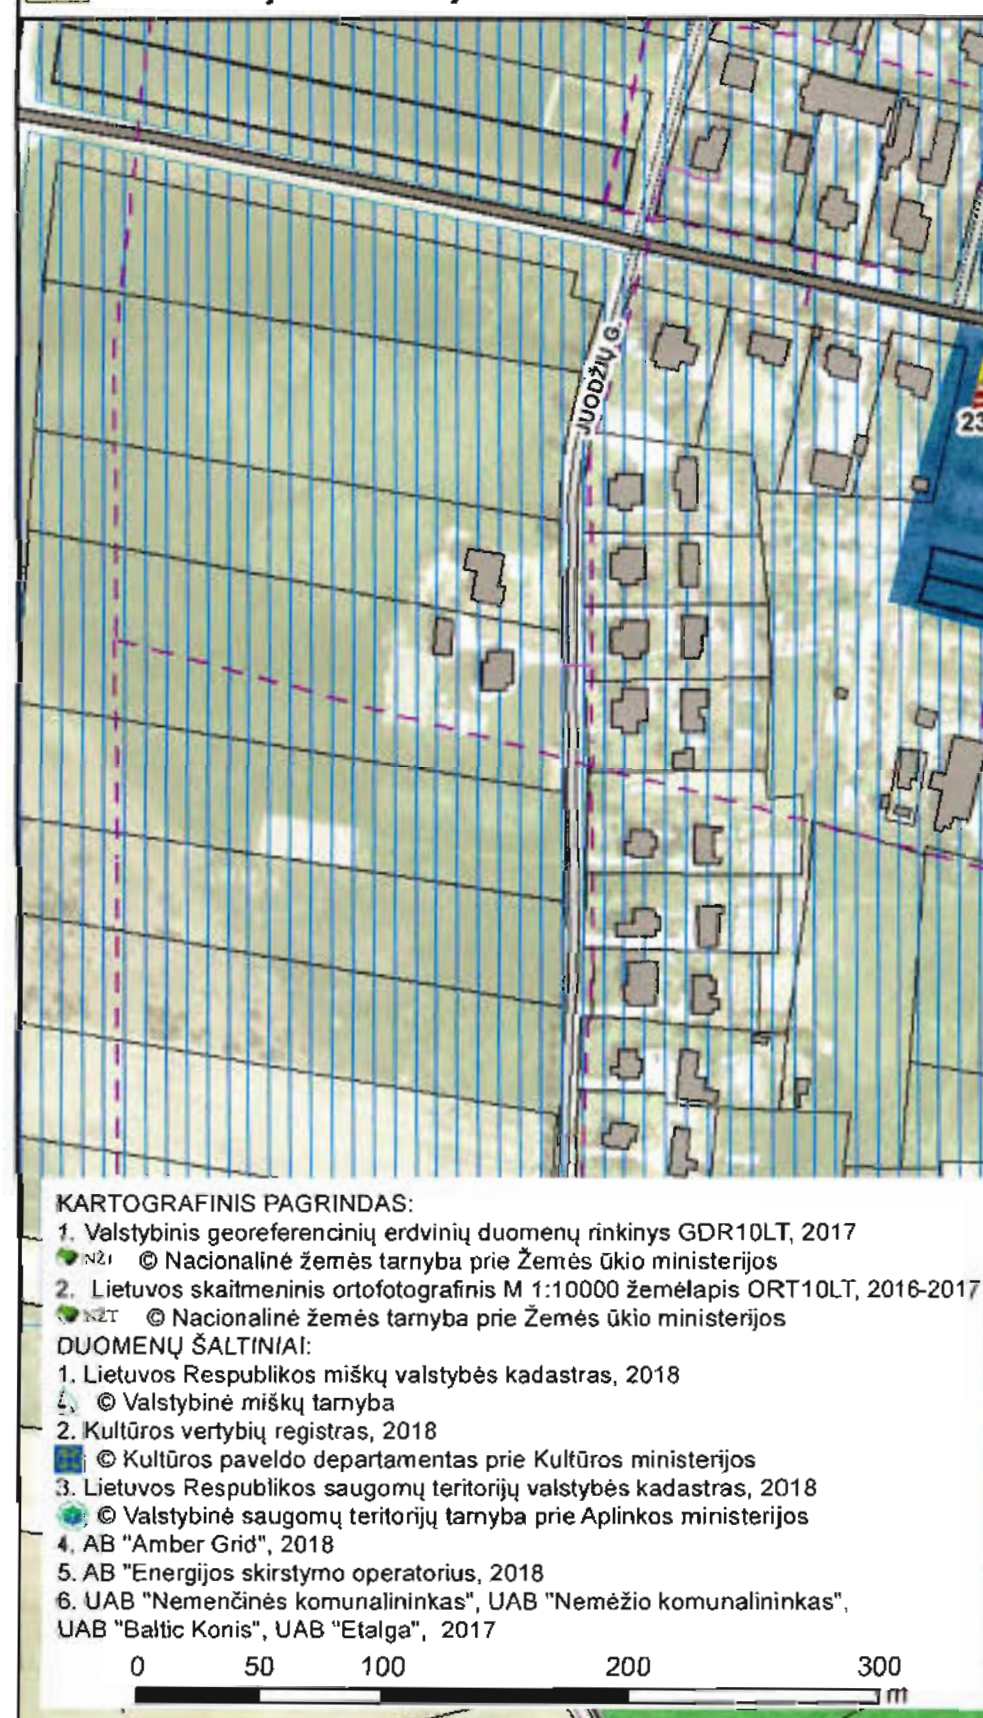 JUODŽIŲ G.
23
KARTOGRAFINIS PAGRINDAS:
1. Valstybinis georeferencinių erdvinių duomenų rinkinys GDR10LT, 2017
NŽT © Nacionalinė žemės tarnyba prie Žemės ūkio ministerijos
2. Lietuvos skaitmeninis ortofotografinis M 1:10000 žemėlapis ORT10LT, 2016-2017
NŽT © Nacionalinė žemės tarnyba prie Žemės ūkio ministerijos
DUOMENŲ ŠALTINIAI:
1. Lietuvos Respublikos miškų valstybės kadastras, 2018
© Valstybinė miškų tarnyba
2. Kultūros vertybių registras, 2018
© Kultūros paveldo departamentas prie Kultūros ministerijos
3. Lietuvos Respublikos saugomų teritorijų valstybės kadastras, 2018
© Valstybinė saugomų teritorijų tarnyba prie Aplinkos ministerijos
4. AB "Amber Grid", 2018
5. AB "Energijos skirstymo operatorius, 2018
6. UAB "Nemenčinės komunalininkas", UAB "Nemėžio komunalininkas",
UAB "Baltic Konis", UAB "Etalga", 2017
0 50 100 200 300
m